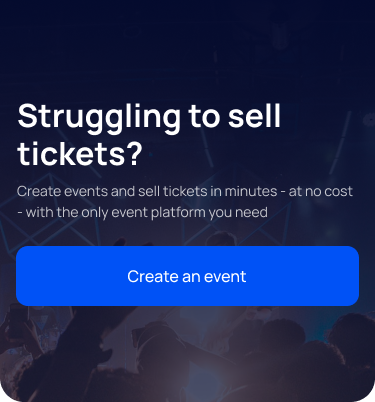 Struggling to sell
tickets?
Create events and sell tickets in minutes - at no cost
- with the only event platform you need
Create an event